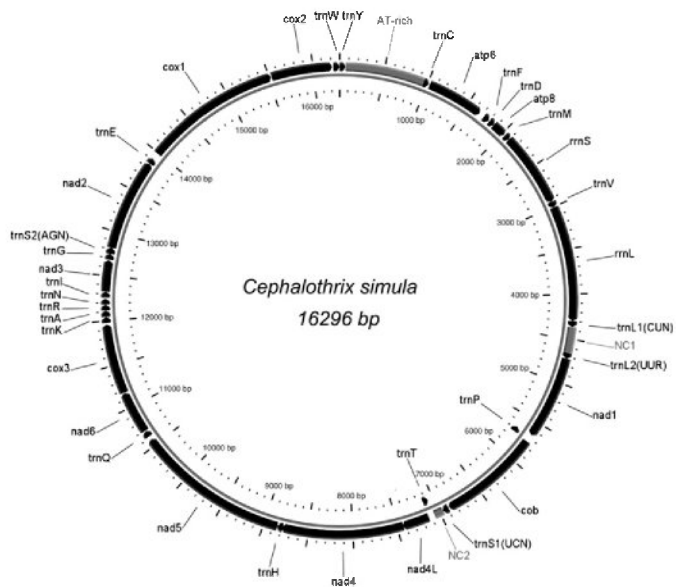 cox2
trnW
trnY
AT-rich
trnC
atp6
trnF
trnD
atp8
trnM
rrnS
trnV
rrnL
trnL1(CUN)
NC1
trnL2(UUR)
nad1
trnP
cob
trnS1(UCN)
NC2
trnT
nad4L
nad4
trnH
nad5
trnQ
nad6
cox3
trnK
trnA
trnR
trnN
trnI
nad3
trnG
trnS2(AGN)
nad2
trnE
cox1
1000 bp
2000 bp
3000 bp
4000 bp
5000 bp
6000 bp
7000 bp
8000 bp
9000 bp
10000 bp
11000 bp
12000 bp
13000 bp
14000 bp
15000 bp
16000 bp
Cephalothrix simula
16296 bp